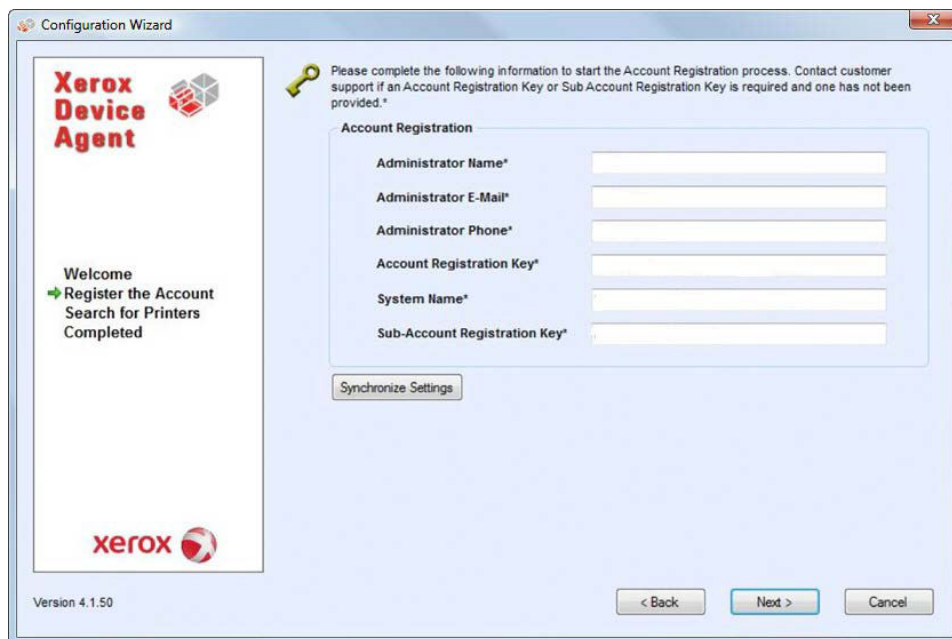 Configuration Wizard
Xerox
Device
Agent
Welcome
Register the Account
Search for Printers
Completed
xerox
Please complete the following information to start the Account Registration process. Contact customer
support if an Account Registration Key or Sub Account Registration Key is required and one has not been
provided.*
Account Registration
Administrator Name*
Administrator E-Mail*
Administrator Phone*
Account Registration Key*
System Name*
Sub-Account Registration Key*
Synchronize Settings
Version 4.1.50
< Back
Next >
Cancel